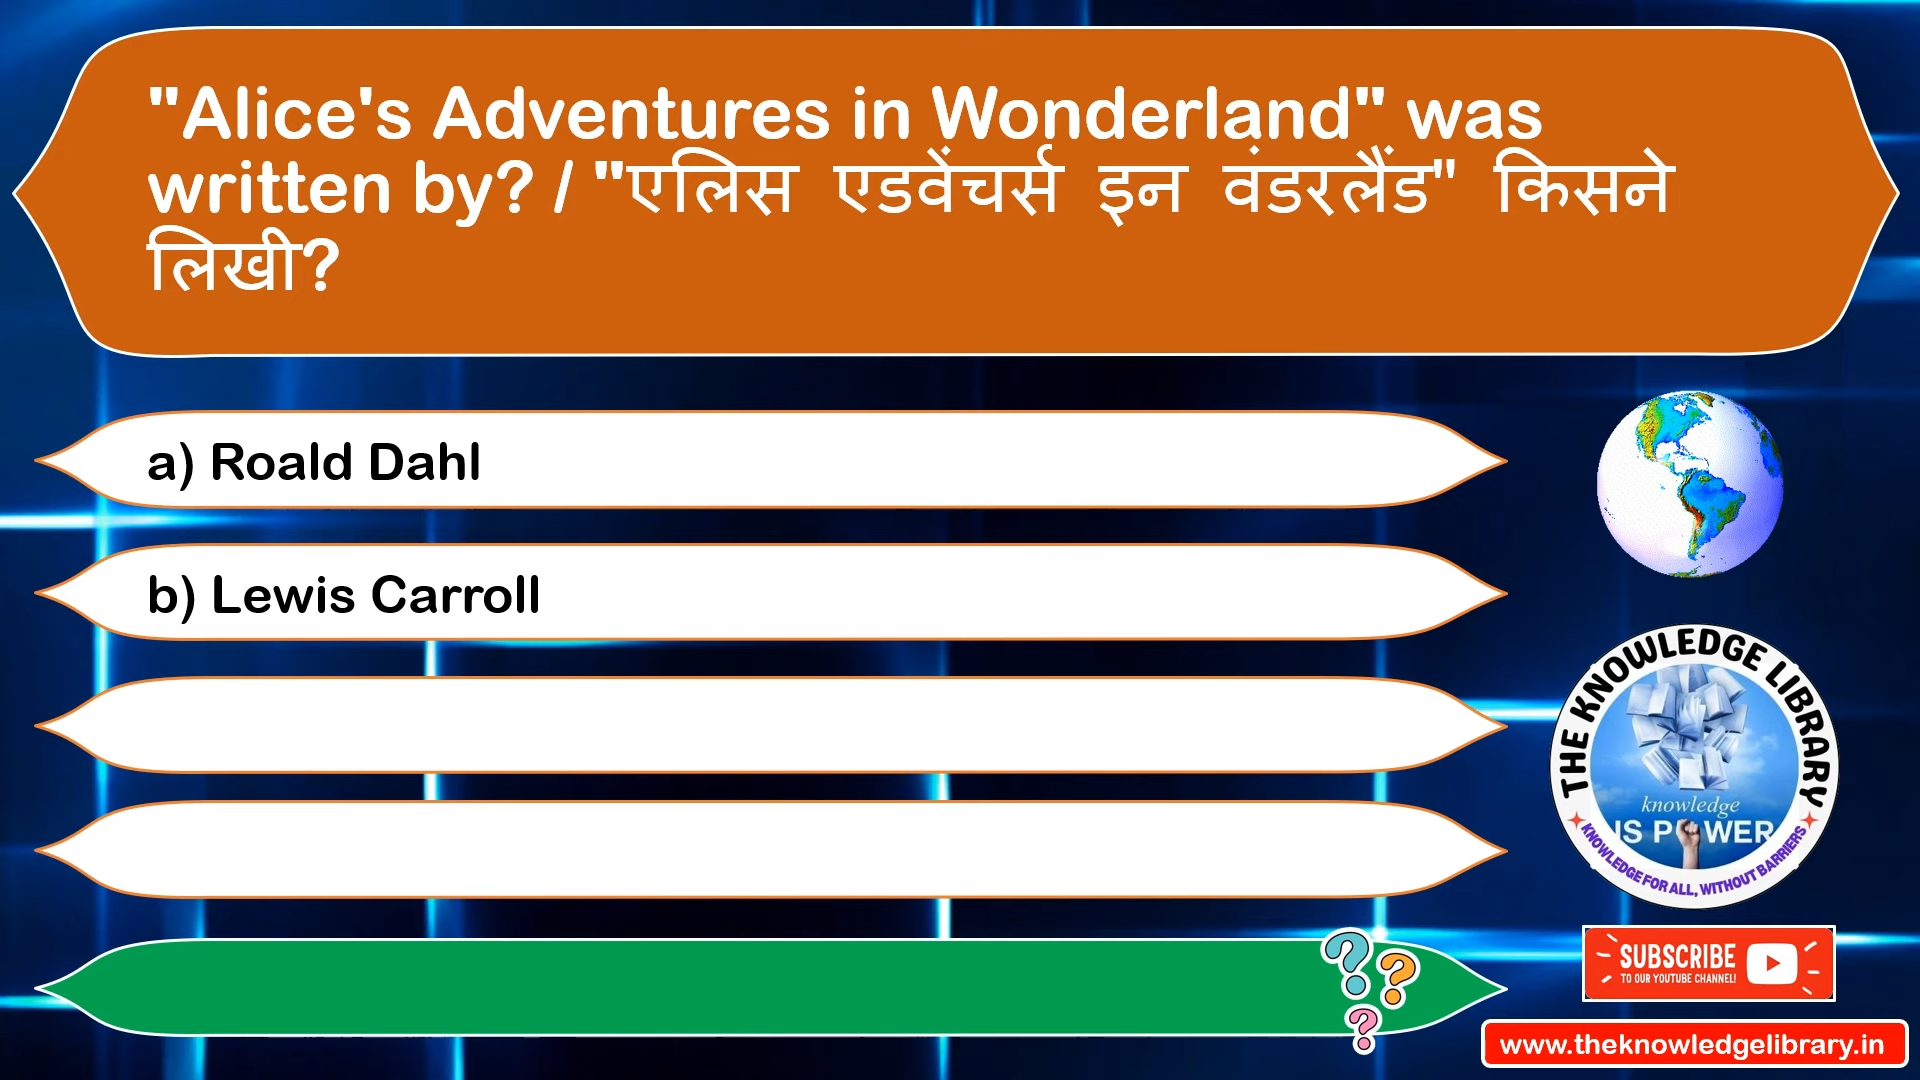 "Alice's Adventures in Wonderland" was
written by? / "एलिस एडवेंचर्स इन वंडरलैंड" किसने
लिखी?
a) Roald Dahl
b) Lewis Carroll
THE KNOWLEDGE LIBRARY
knowledge
IS POWER
KNOWLEDGE FOR ALL, WITHOUT BARRIERS
SUBSCRIBE
TO OUR YOUTUBE CHANNEL!
www.theknowledgelibrary.in